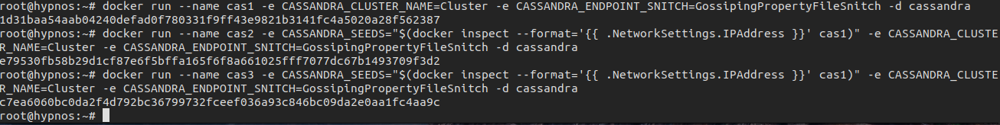 root@hypnos:~# docker run --name cas1 -e CASSANDRA_CLUSTER_NAME=Cluster -e CASSANDRA_ENDPOINT_SNITCH=GossipingPropertyFileSnitch -d cassandra
1d31baa54aab04240defad0f780331f9ff43e9821b3141fc4a5020a28f562387
root@hypnos:~# docker run --name cas2 -e CASSANDRA_SEEDS="$(docker inspect --format='{{ .NetworkSettings.IPAddress }}' cas1)" -e CASSANDRA_CLUSTE
R_NAME=Cluster -e CASSANDRA_ENDPOINT_SNITCH=GossipingPropertyFileSnitch -d cassandra
e79530fb58b29d1cf87e6f5bffa165f6f8a661025fff7077dc67b1493709f3d2
root@hypnos:~# docker run --name cas3 -e CASSANDRA_SEEDS="$(docker inspect --format='{{ .NetworkSettings.IPAddress }}' cas1)" -e CASSANDRA_CLUSTE
R_NAME=Cluster -e CASSANDRA_ENDPOINT_SNITCH=GossipingPropertyFileSnitch -d cassandra
c7ea6060bc0da2f4d792bc36799732fceef036a93c846bc09da2e0aa1fc4aa9c
root@hypnos:~#